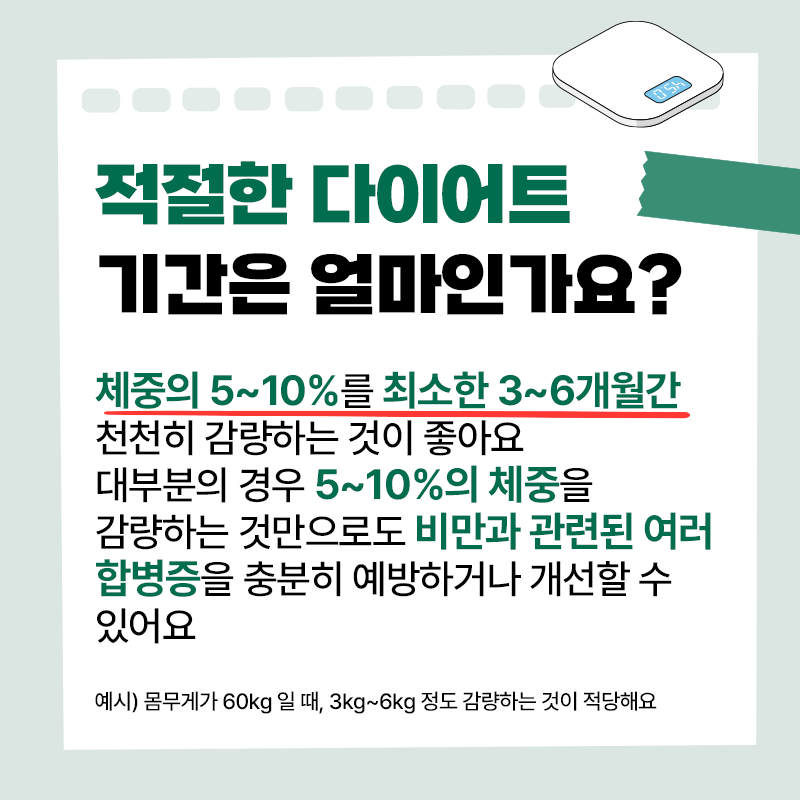 적절한 다이어트
기간은 얼마인가요?
체중의 5~10%를 최소한 3~6개월간
천천히 감량하는 것이 좋아요
대부분의 경우 5~10%의 체중을
감량하는 것만으로도 비만과 관련된 여러
합병증을 충분히 예방하거나 개선할 수
있어요
예시) 몸무게가 60kg 일 때, 3kg~6kg 정도 감량하는 것이 적당해요